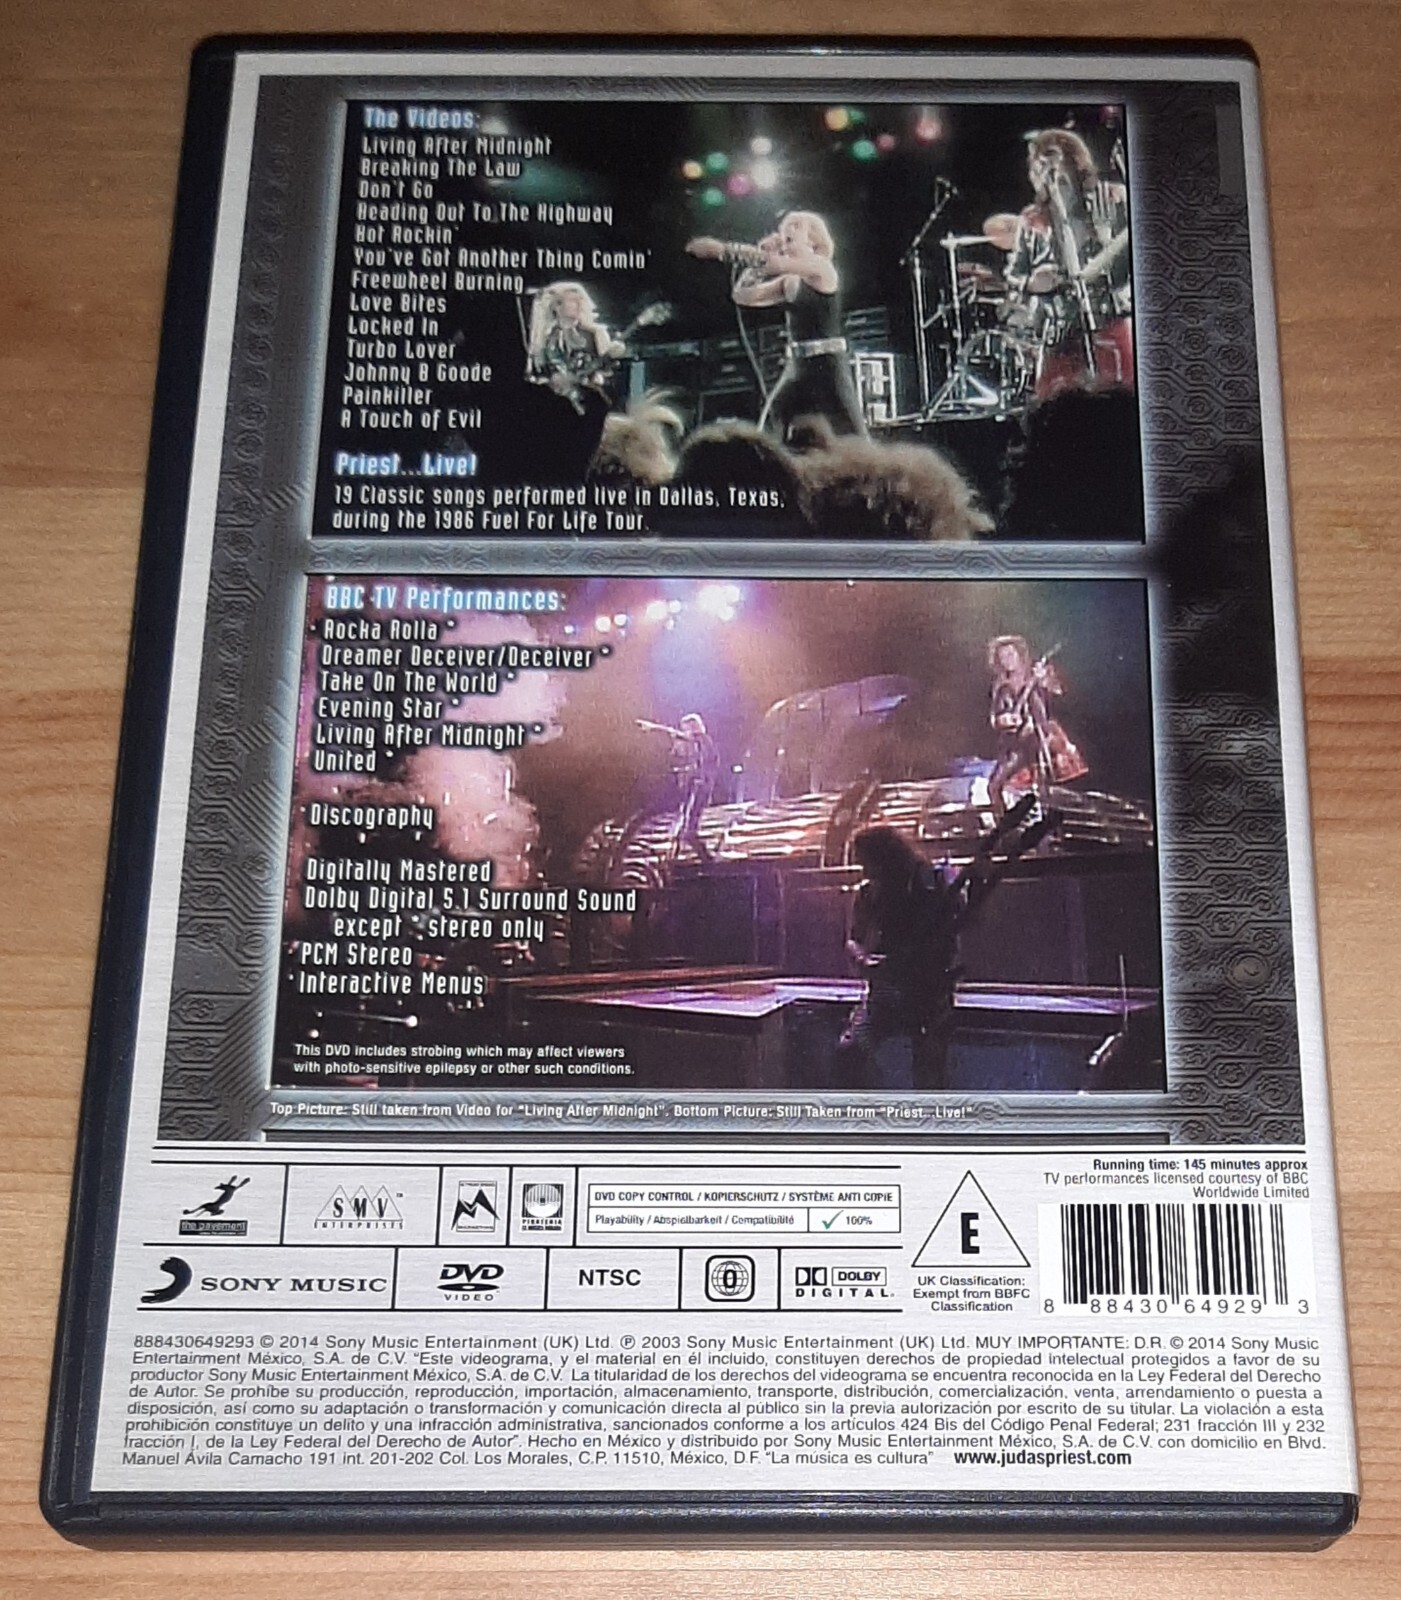 The Videos:
Living After Midnight
Breaking The Law
Don't Go
Heading Out To The Highway
Hot Rockin'
You've Got Another Thing Comin'
Freewheel Burning
Love Bites
Locked In
Turbo Lover
Johnny B Goode
Painkiller
A Touch of Evil
Priest...Live!
19 Classic songs performed live in Dallas, Texas,
during the 1986 Fuel For Life Tour.
BBC TV Performances:
· Rocka Rolla *
Dreamer Deceiver/Deceiver *
Take On The World *
Evening Star *
Living After Midnight *
United *
· Discography
Digitally Mastered
Dolby Digital 5.1 Surround Sound
except * stereo only
· PCM Stereo
· Interactive Menus
This DVD includes strobing which may affect viewers
with photo-sensitive epilepsy or other such conditions.
Top Picture: Still taken from Video for "Living After Midnight". Bottom Picture: Still Taken from "Priest...Live!"
Running time: 145 minutes approx
TV performances licensed courtesy of BBC
Worldwide Limited
the pavement
SMV™
ENTERPRISES
PIRATERIA
DVD COPY CONTROL / KOPIERSCHUTZ / SYSTÈME ANTI COPIE
Playability / Abspielbarkeit / Compatibilité ✓ 100%
SONY MUSIC
DVD
VIDEO
NTSC
0
DOLBY
DIGITAL
E
UK Classification:
Exempt from BBFC
Classification
8 88430 64929 3
888430649293 © 2014 Sony Music Entertainment (UK) Ltd. ℗ 2003 Sony Music Entertainment (UK) Ltd. MUY IMPORTANTE: D.R. © 2014 Sony Music
Entertainment México, S.A. de C.V. "Este videograma, y el material en él incluido, constituyen derechos de propiedad intelectual protegidos a favor de su
productor Sony Music Entertainment México, S.A. de C.V. La titularidad de los derechos del videograma se encuentra reconocida en la Ley Federal del Derecho
de Autor. Se prohíbe su producción, reproducción, importación, almacenamiento, transporte, distribución, comercialización, venta, arrendamiento o puesta a
disposición, así como su adaptación o transformación y comunicación directa al público sin la previa autorización por escrito de su titular. La violación a esta
prohibición constituye un delito y una infracción administrativa, sancionados conforme a los artículos 424 Bis del Código Penal Federal; 231 fracción III y 232
fracción I, de la Ley Federal del Derecho de Autor". Hecho en México y distribuido por Sony Music Entertainment México, S.A. de C.V. con domicilio en Blvd.
Manuel Ávila Camacho 191 int. 201-202 Col. Los Morales, C.P. 11510, México, D.F. "La música es cultura" www.judaspriest.com